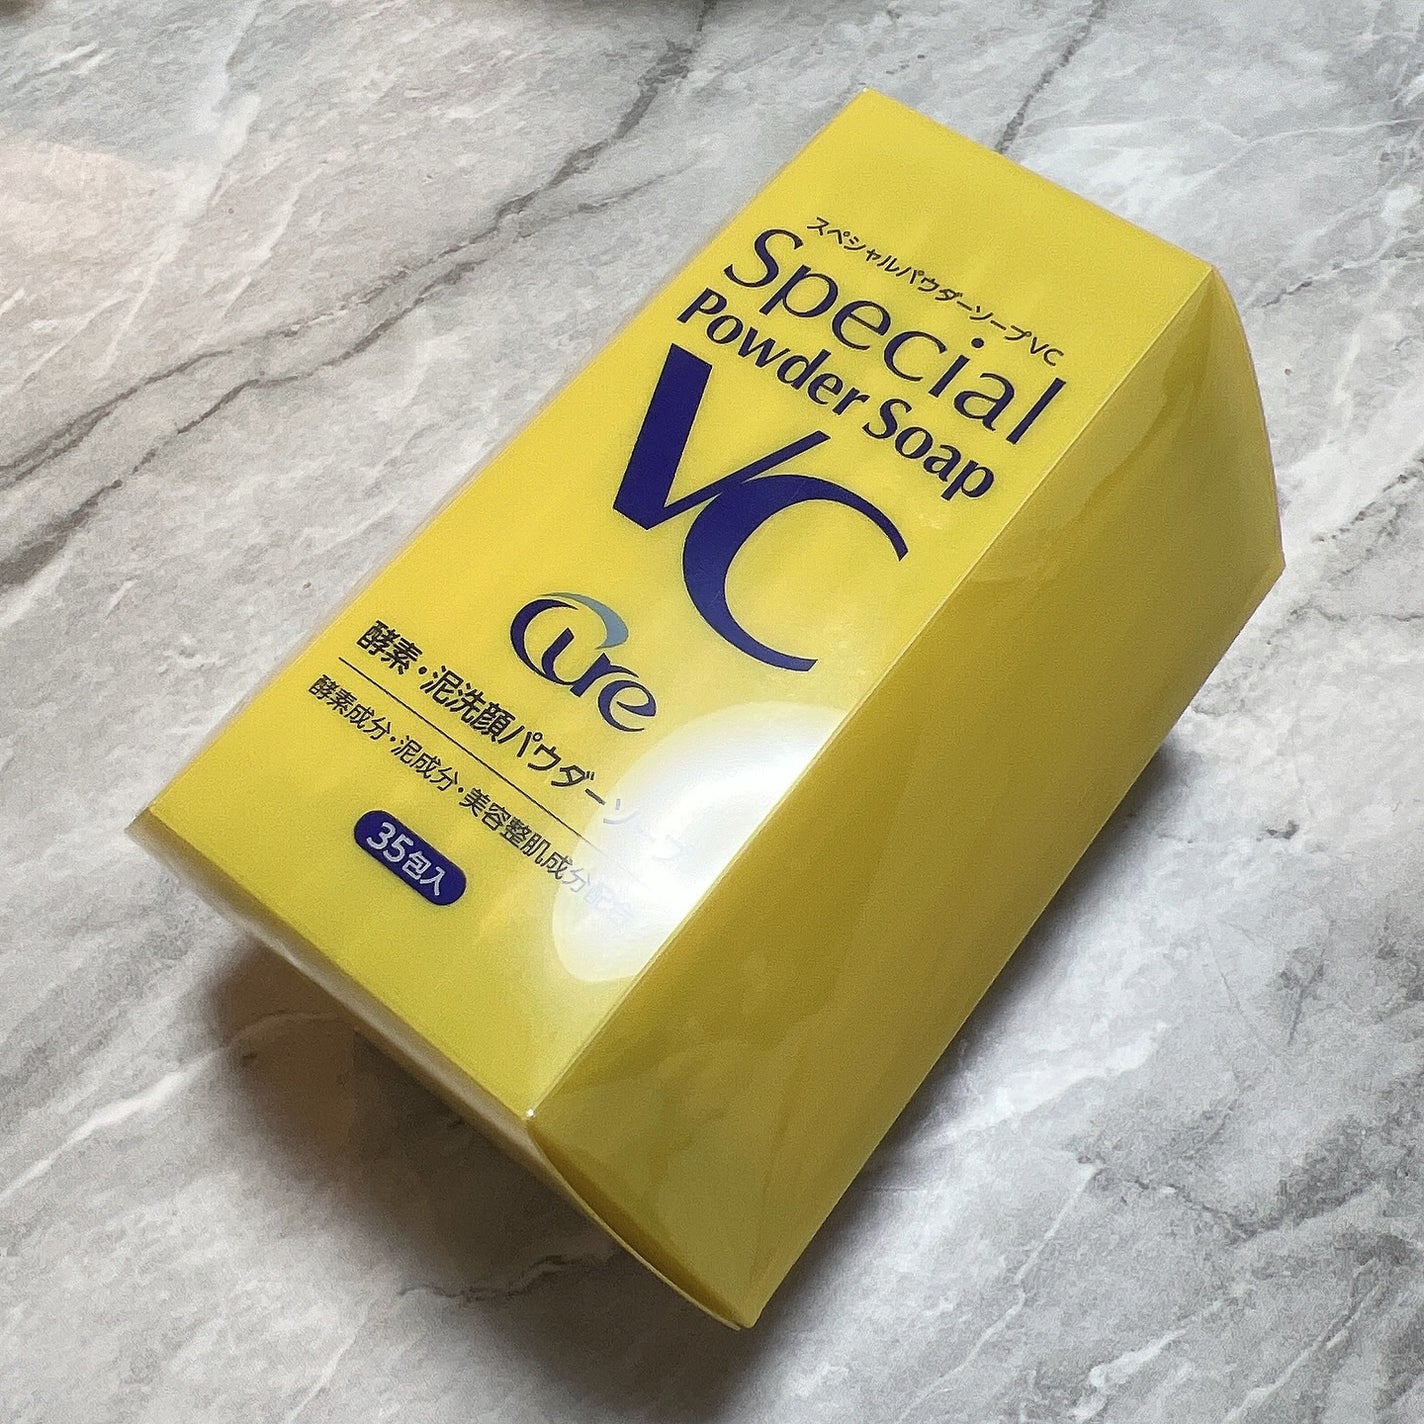 スペシャルパウダーソープVC
Special
Powder Soap
VC
Cure
酵素・泥洗顔パウダーソープ
酵素成分・泥成分・美容整肌成分配合
35包入